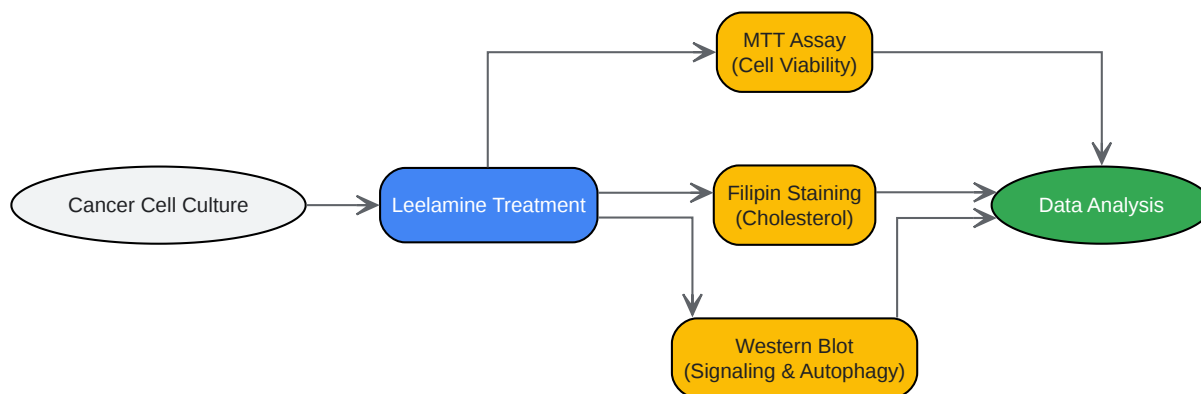 MTT Assay
(Cell Viability)
Cancer Cell Culture
Leelamine Treatment
Filipin Staining
(Cholesterol)
Data Analysis
Western Blot
(Signaling & Autophagy)